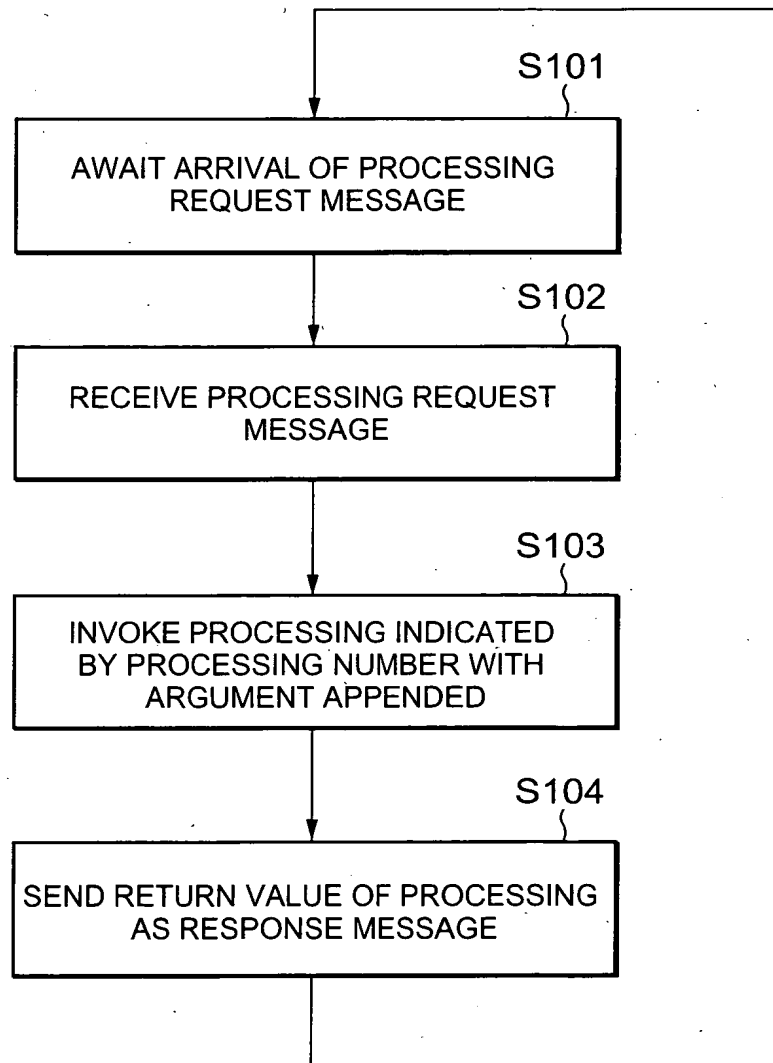 S101
AWAIT ARRIVAL OF PROCESSING
REQUEST MESSAGE
S102
RECEIVE PROCESSING REQUEST
MESSAGE
S103
INVOKE PROCESSING INDICATED
BY PROCESSING NUMBER WITH
ARGUMENT APPENDED
S104
SEND RETURN VALUE OF PROCESSING
AS RESPONSE MESSAGE